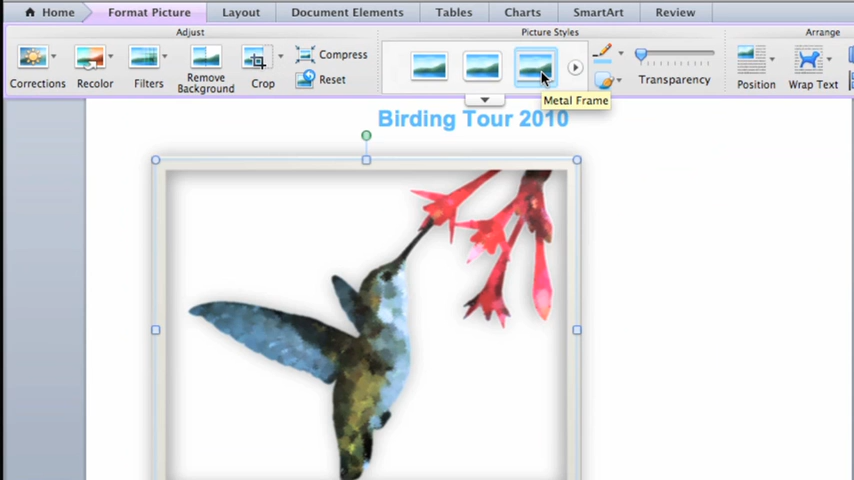 Home Format Picture Layout Document Elements Tables Charts SmartArt Review
Adjust Picture Styles Arrange
Corrections Recolor Filters Remove Background Crop Compress Reset Transparency Position Wrap Text
Metal Frame
Birding Tour 2010